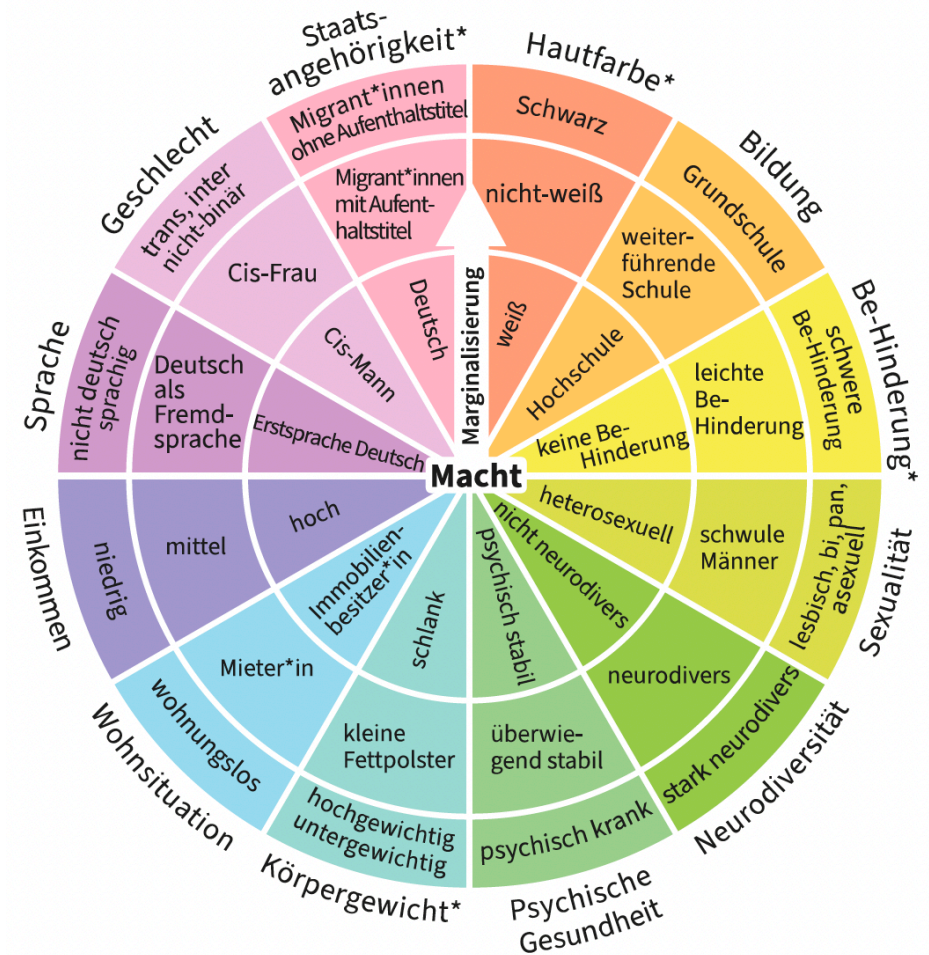 Staats-
angehörigkeit*
Migrant*innen
ohne Aufenthaltstitel
Migrant*innen
mit Aufent-
haltstitel
Deutsch
Hautfarbe*
Schwarz
nicht-weiß
weiß
Bildung
Grundschule
weiter-
führende
Schule
Hochschule
Be-Hinderung*
schwere
Be-Hinderung
leichte
Be-
Hinderung
keine Be-
Hinderung
Sexualität
lesbisch, bi, pan,
asexuell
schwule
Männer
heterosexuell
Neurodiversität
stark neurodivers
neurodivers
nicht neurodivers
Psychische
Gesundheit
psychisch krank
überwie-
gend stabil
psychisch stabil
Körpergewicht*
hochgewichtig
untergewichtig
kleine
Fettpolster
schlank
Wohnsituation
wohnungslos
Mieter*in
Immobilien-
besitzer*in
Einkommen
niedrig
mittel
hoch
Sprache
nicht deutsch
sprachig
Deutsch
als
Fremd-
sprache
Erstsprache Deutsch
Geschlecht
trans, inter
nicht-binär
Cis-Frau
Cis-Mann
Marginalisierung
Macht